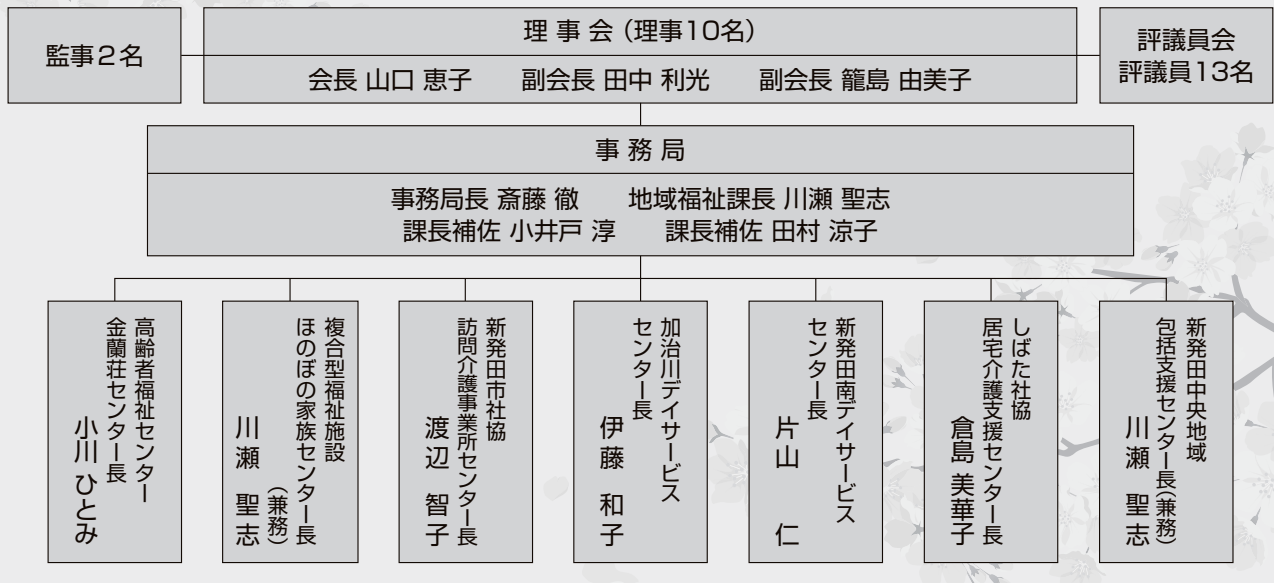 監事2名
理事会（理事10名）
会長 山口 恵子 副会長 田中 利光 副会長 籠島 由美子
評議員会
評議員13名
事務局
事務局長 斎藤 徹 地域福祉課長 川瀬 聖志
課長補佐 小井戸 淳 課長補佐 田村 涼子
高齢者福祉センター
金蘭荘センター長
小川 ひとみ
複合型福祉施設
ほのぼの家族センター長
（兼務）
川瀬 聖志
新発田市社協
訪問介護事業所センター長
渡辺 智子
加治川デイサービス
センター長
伊藤 和子
新発田南デイサービス
センター長
片山 仁
しばた社協
居宅介護支援センター長
倉島 美華子
新発田中央地域
包括支援センター長（兼務）
川瀬 聖志